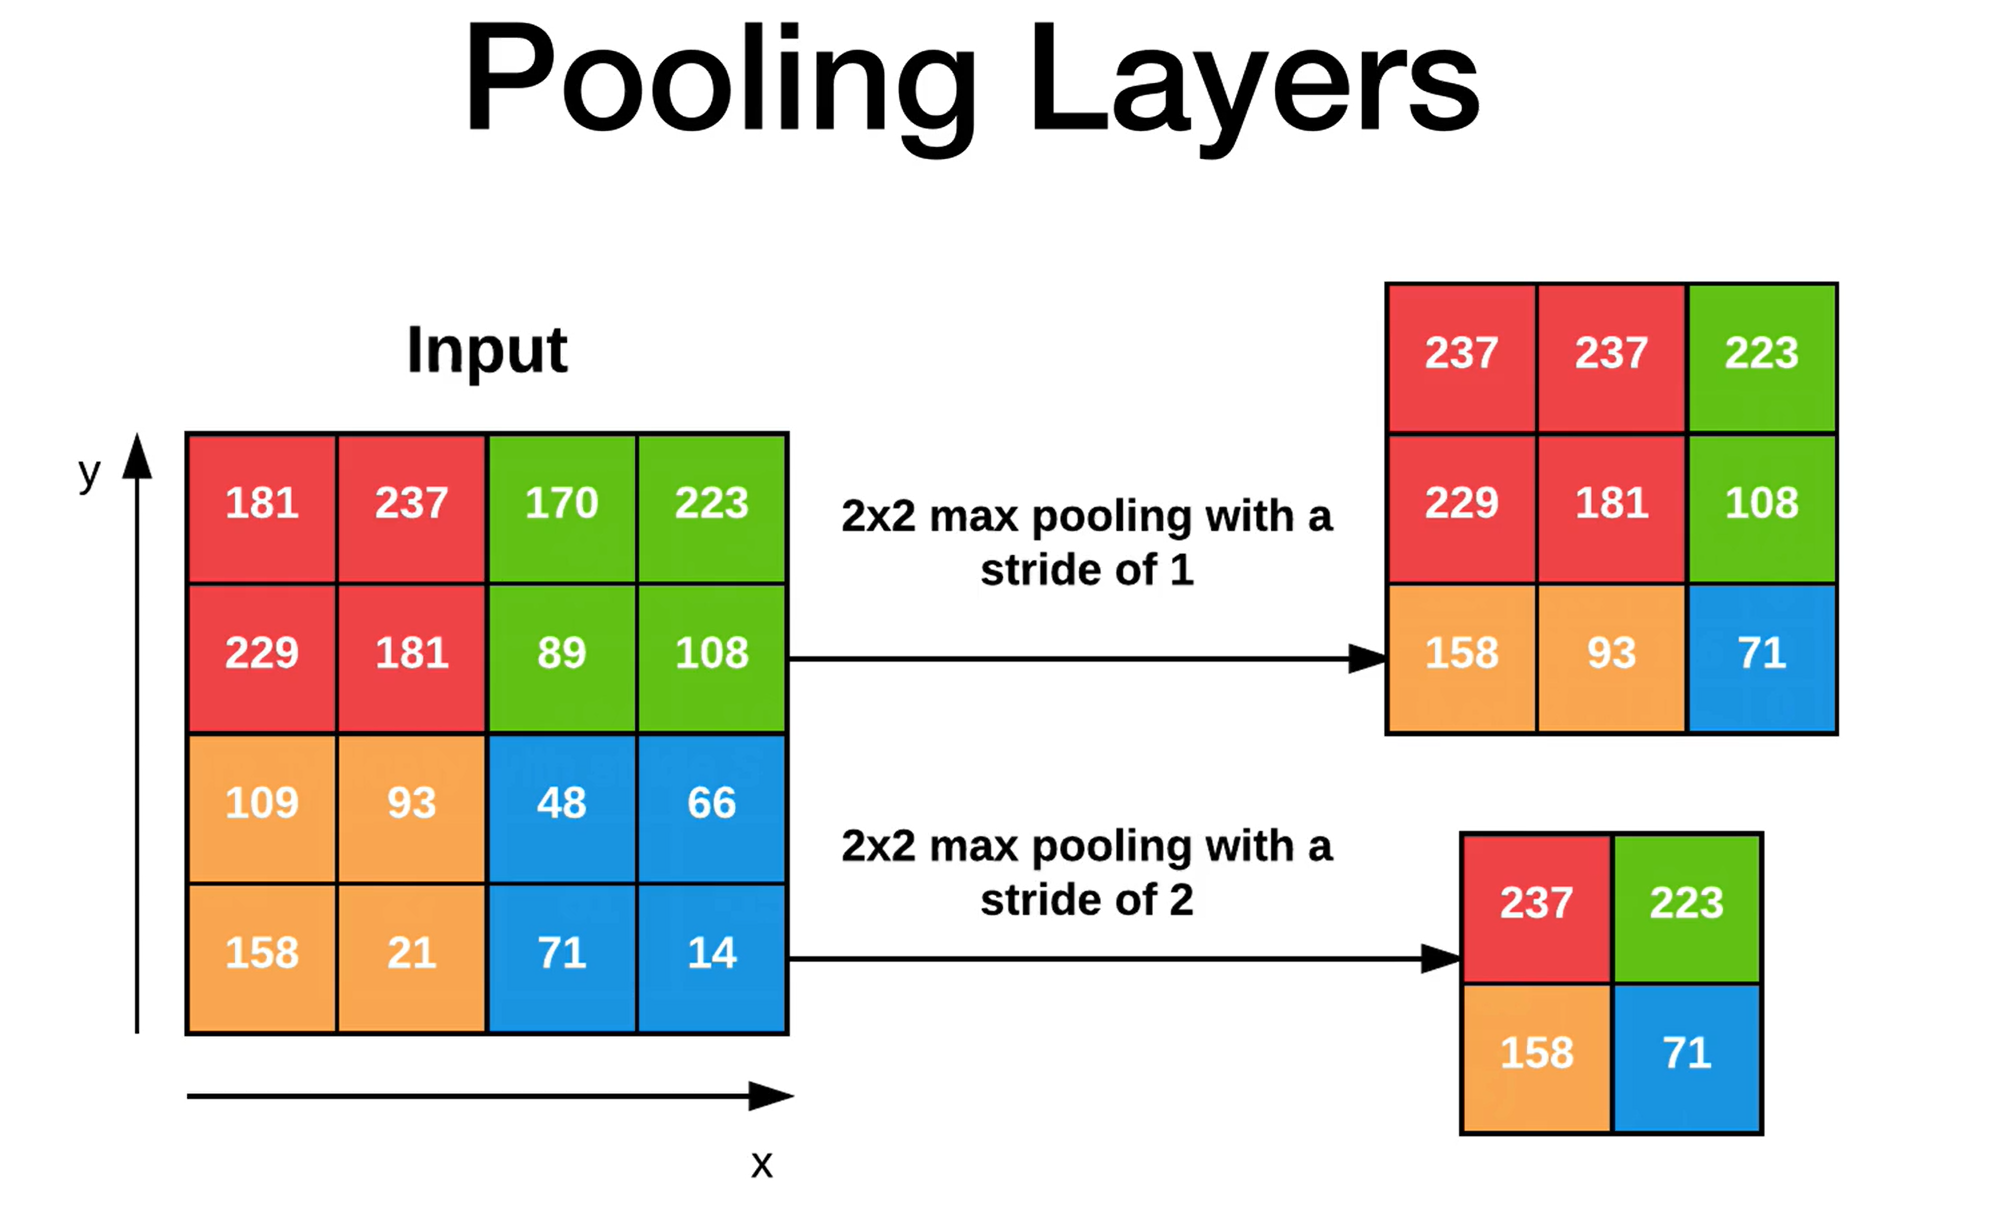 Pooling Layers
Input
y
181 237 170 223
229 181 89 108
109 93 48 66
158 21 71 14
x
2x2 max pooling with a
stride of 1
237 237 223
229 181 108
158 93 71
2x2 max pooling with a
stride of 2
237 223
158 71